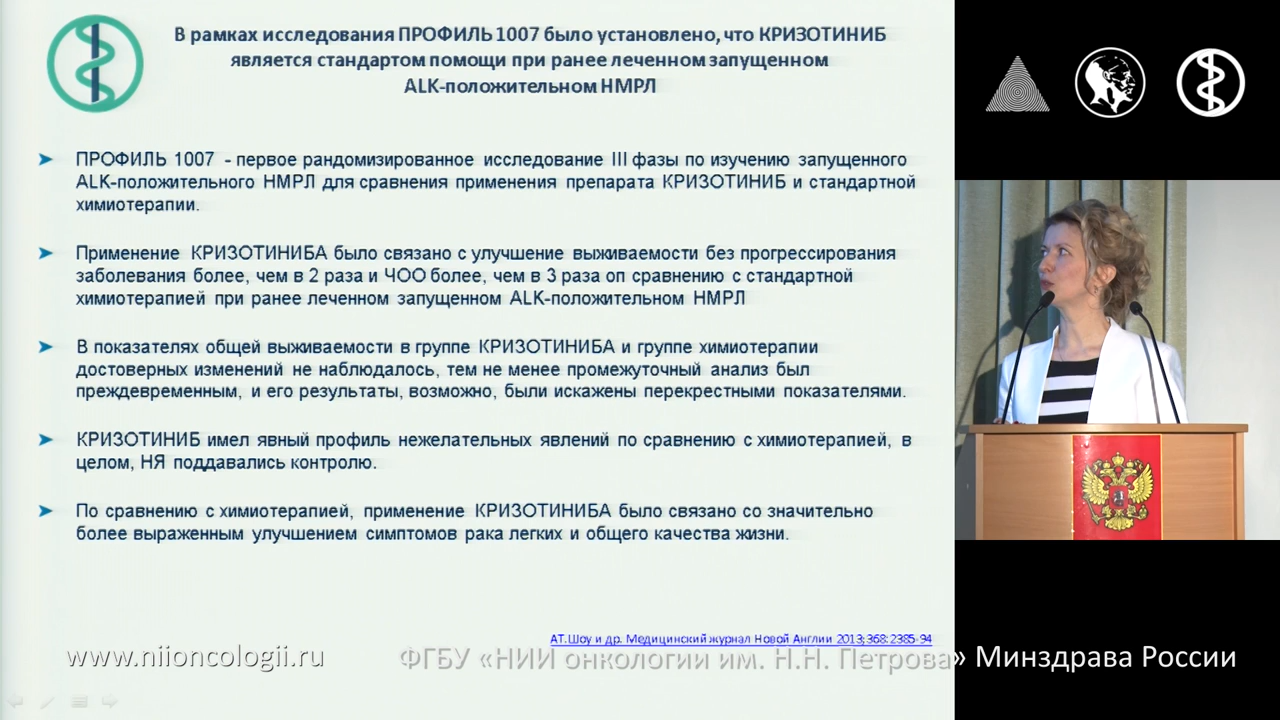 В рамках исследования ПРОФИЛЬ 1007 было установлено, что КРИЗОТИНИБ
является стандартом помощи при ранее леченном запущенном
ALK-положительном НМРЛ
ПРОФИЛЬ 1007 - первое рандомизированное исследование III фазы по изучению запущенного
ALK-положительного НМРЛ для сравнения применения препарата КРИЗОТИНИБ и стандартной
химиотерапии.
Применение КРИЗОТИНИБА было связано с улучшение выживаемости без прогрессирования
заболевания более, чем в 2 раза и ЧОО более, чем в 3 раза оп сравнению с стандартной
химиотерапией при ранее леченном запущенном ALK-положительном НМРЛ
В показателях общей выживаемости в группе КРИЗОТИНИБА и группе химиотерапии
достоверных изменений не наблюдалось, тем не менее промежуточный анализ был
преждевременным, и его результаты, возможно, были искажены перекрестными показателями.
КРИЗОТИНИБ имел явный профиль нежелательных явлений по сравнению с химиотерапией, в
целом, НЯ поддавались контролю.
По сравнению с химиотерапией, применение КРИЗОТИНИБА было связано со значительно
более выраженным улучшением симптомов рака легких и общего качества жизни.
АТ.Шоу и др. Медицинский журнал Новой Англии 2013;368:2385-94
www.niioncologii.ru ФГБУ «НИИ онкологии им. Н.Н. Петрова» Минздрава России